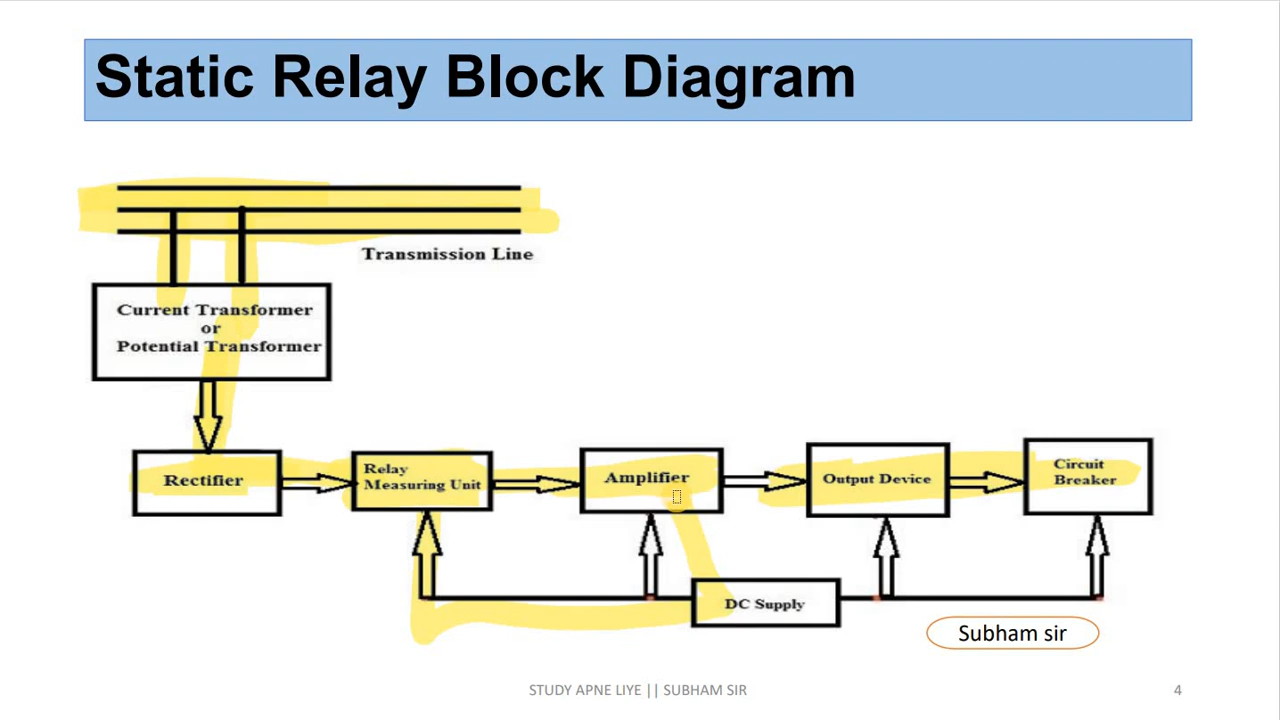 Static Relay Block Diagram
Transmission Line
Current Transformer
or
Potential Transformer
Rectifier
Relay
Measuring Unit
Amplifier
Output Device
Circuit
Breaker
DC Supply
Subham sir
STUDY APNE LIYE || SUBHAM SIR
4